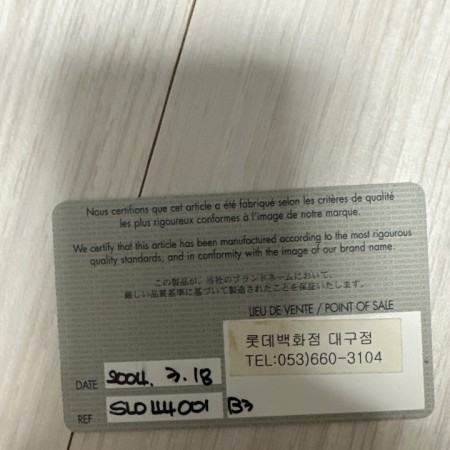 Nous certifions que cet article a été fabriqué selon les critères de qualité
les plus rigoureux conformes à l'image de notre marque.
We certify that this article has been manufactured according to the most rigourous
quality standards, and in conformity with the image of our brand name.
この製品が、当社のブランドネームにおいて、
厳しい品質基準に基づいて製造されたことを保証いたします。
LIEU DE VENTE / POINT OF SALE
롯데백화점 대구점
TEL:053)660-3104
DATE 2004. 3. 18
REF